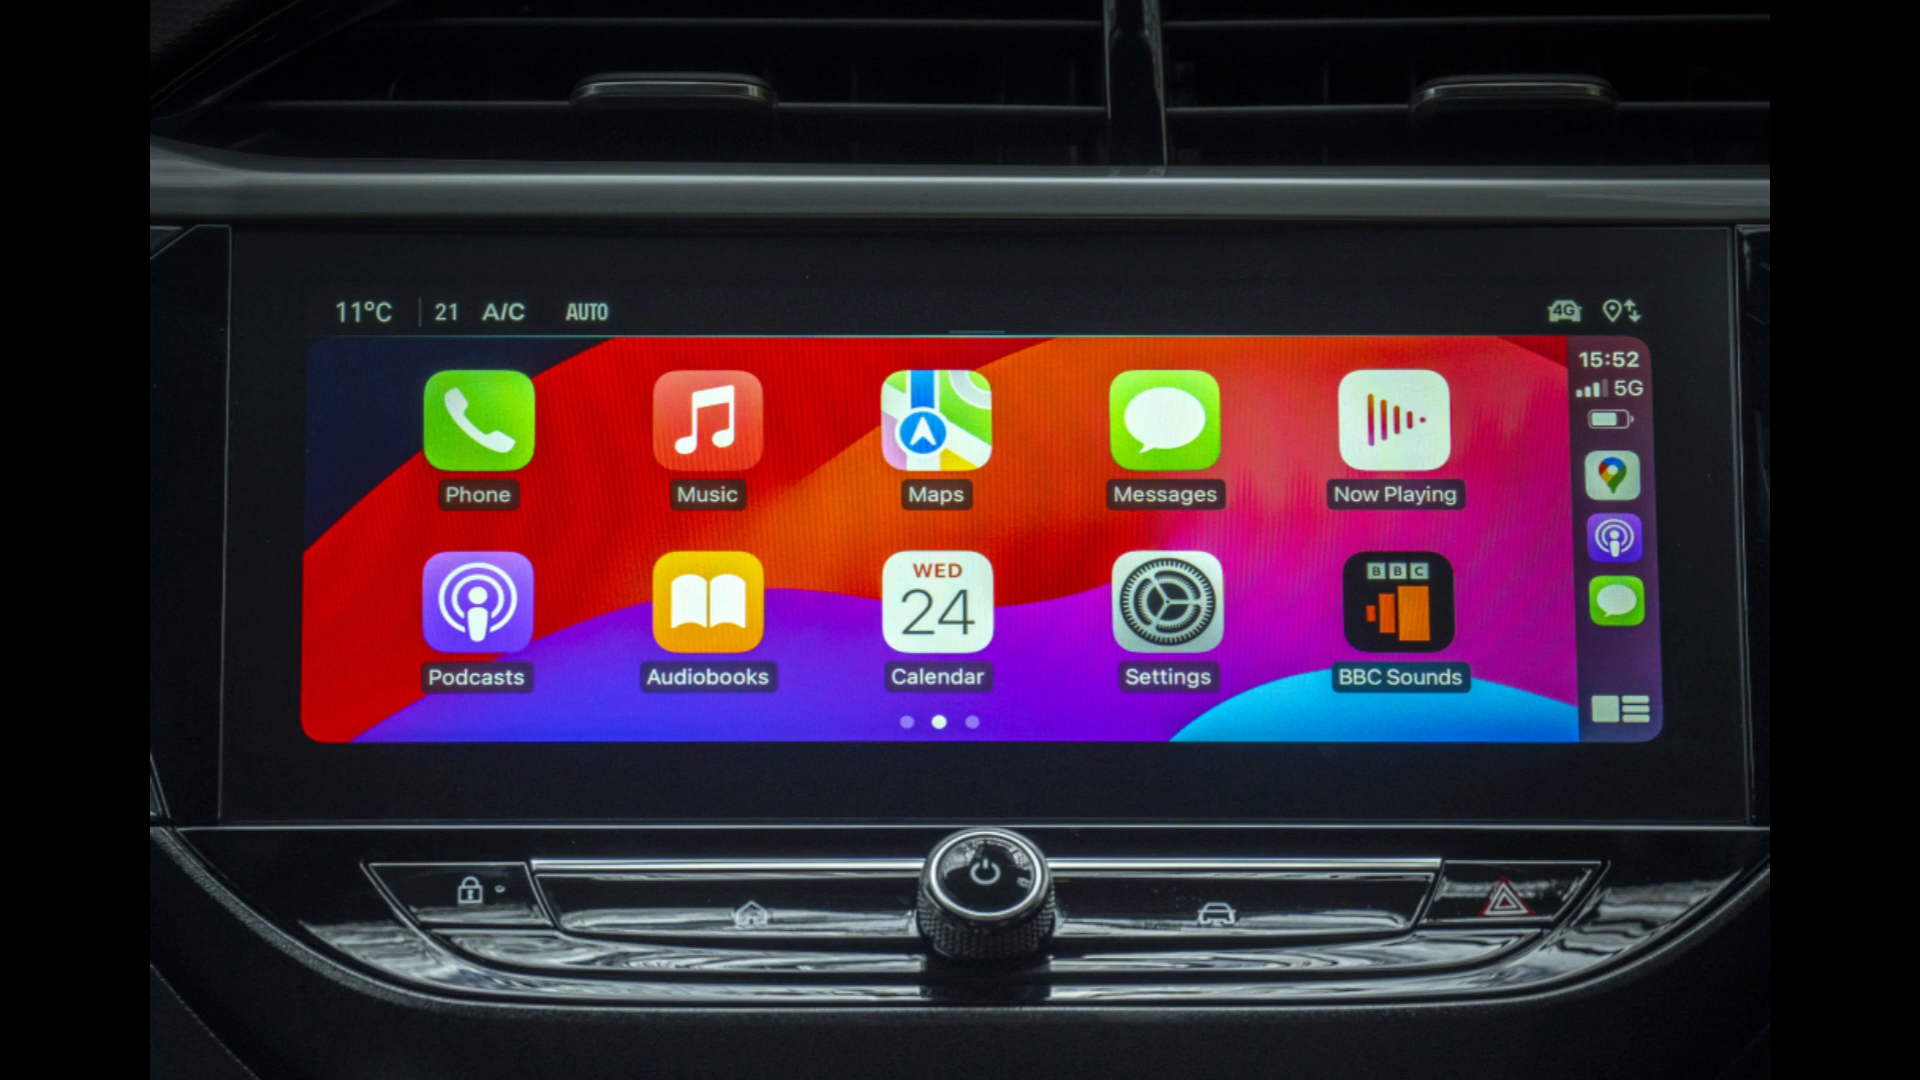 11°C 21 A/C AUTO
4G
15:52
5G
Phone
Music
Maps
Messages
Now Playing
WED
24
BBC
Podcasts
Audiobooks
Calendar
Settings
BBC Sounds